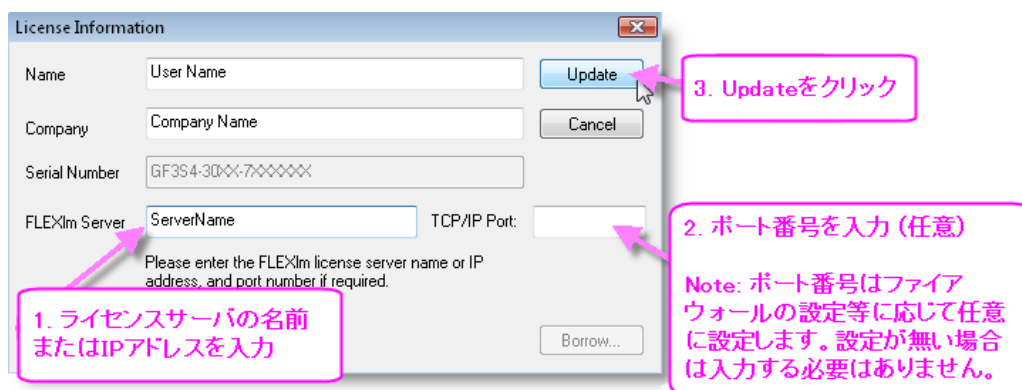 License Information
Name
User Name
Update
3. Updateをクリック
Company
Company Name
Cancel
Serial Number
GF3S4-30XX-7XXXXXX
FLEXlm Server
ServerName
TCP/IP Port:
2. ポート番号を入力 (任意)
Please enter the FLEXlm license server name or IP
address, and port number if required.
Note: ポート番号はファイア
ウォールの設定等に応じて任意
に設定します。設定が無い場合
は入力する必要はありません。
1. ライセンスサーバの名前
またはIPアドレスを入力
Borrow...